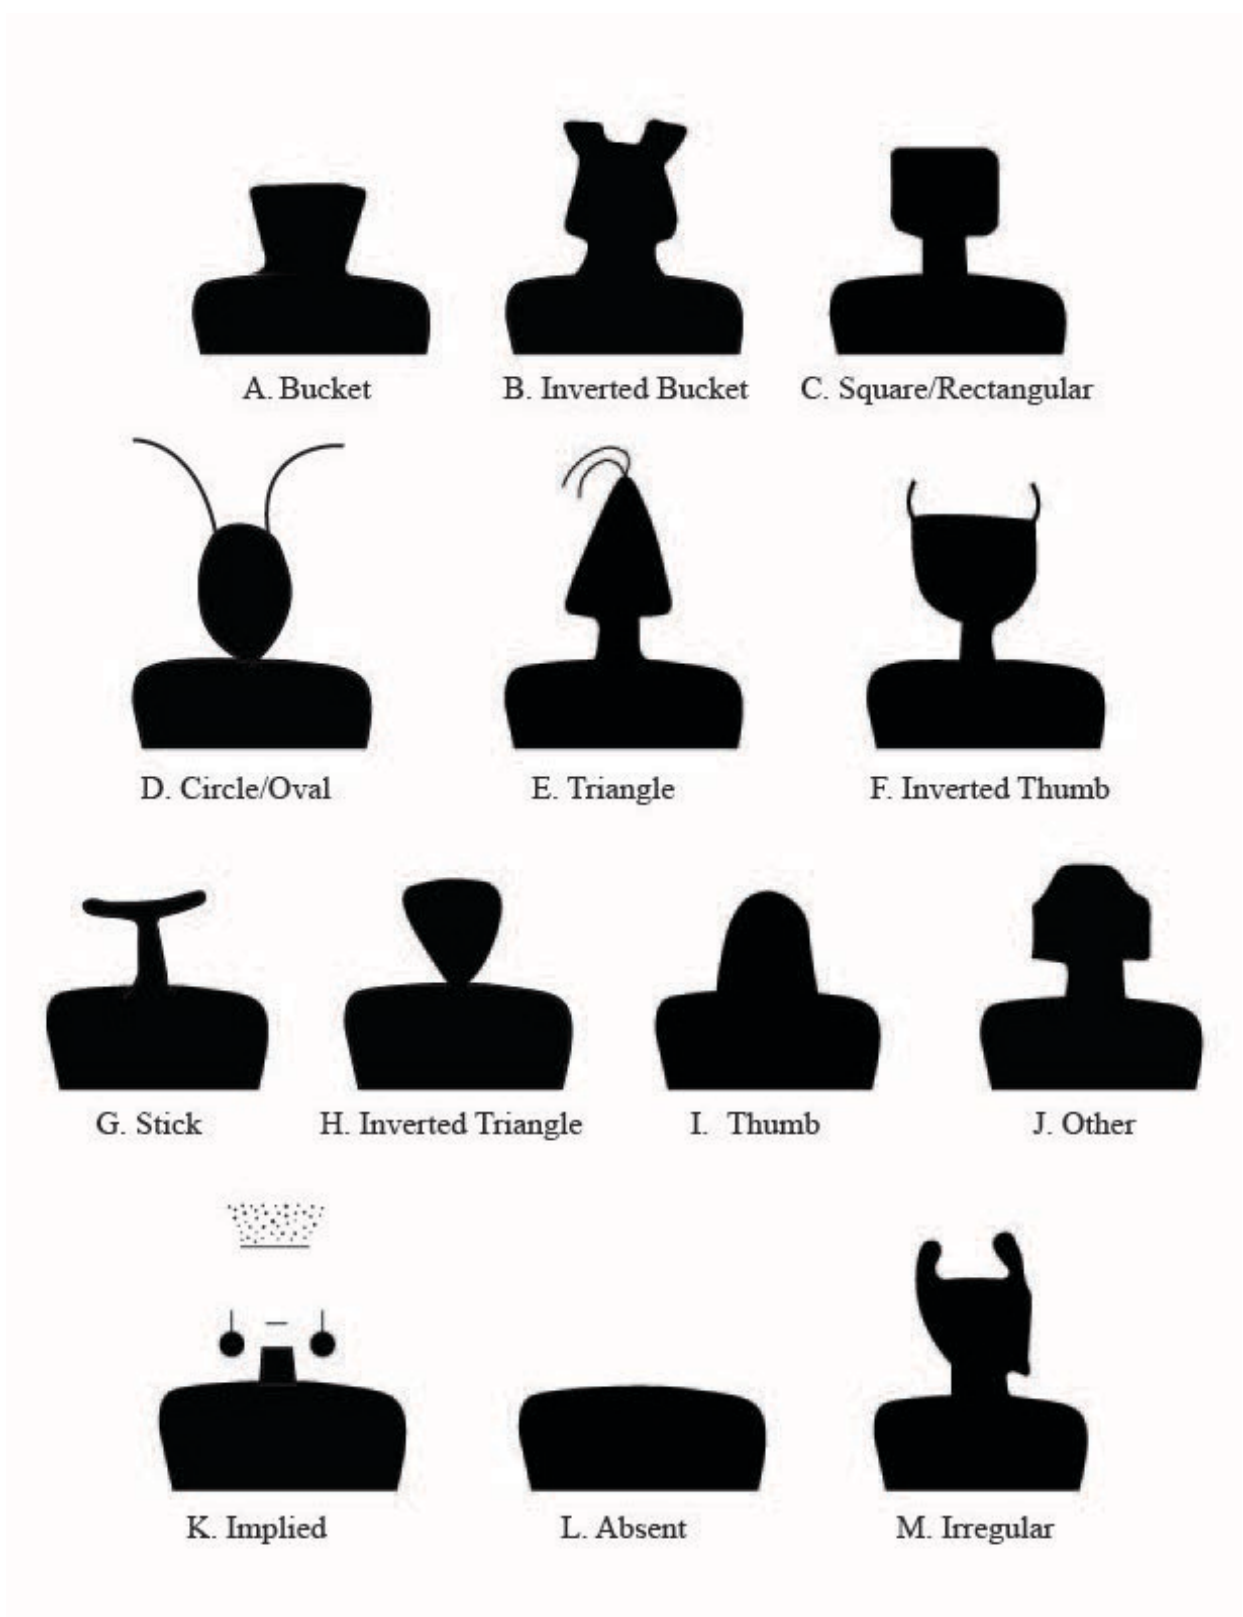 A. Bucket
B. Inverted Bucket
C. Square/Rectangular
D. Circle/Oval
E. Triangle
F. Inverted Thumb
G. Stick
H. Inverted Triangle
I. Thumb
J. Other
K. Implied
L. Absent
M. Irregular